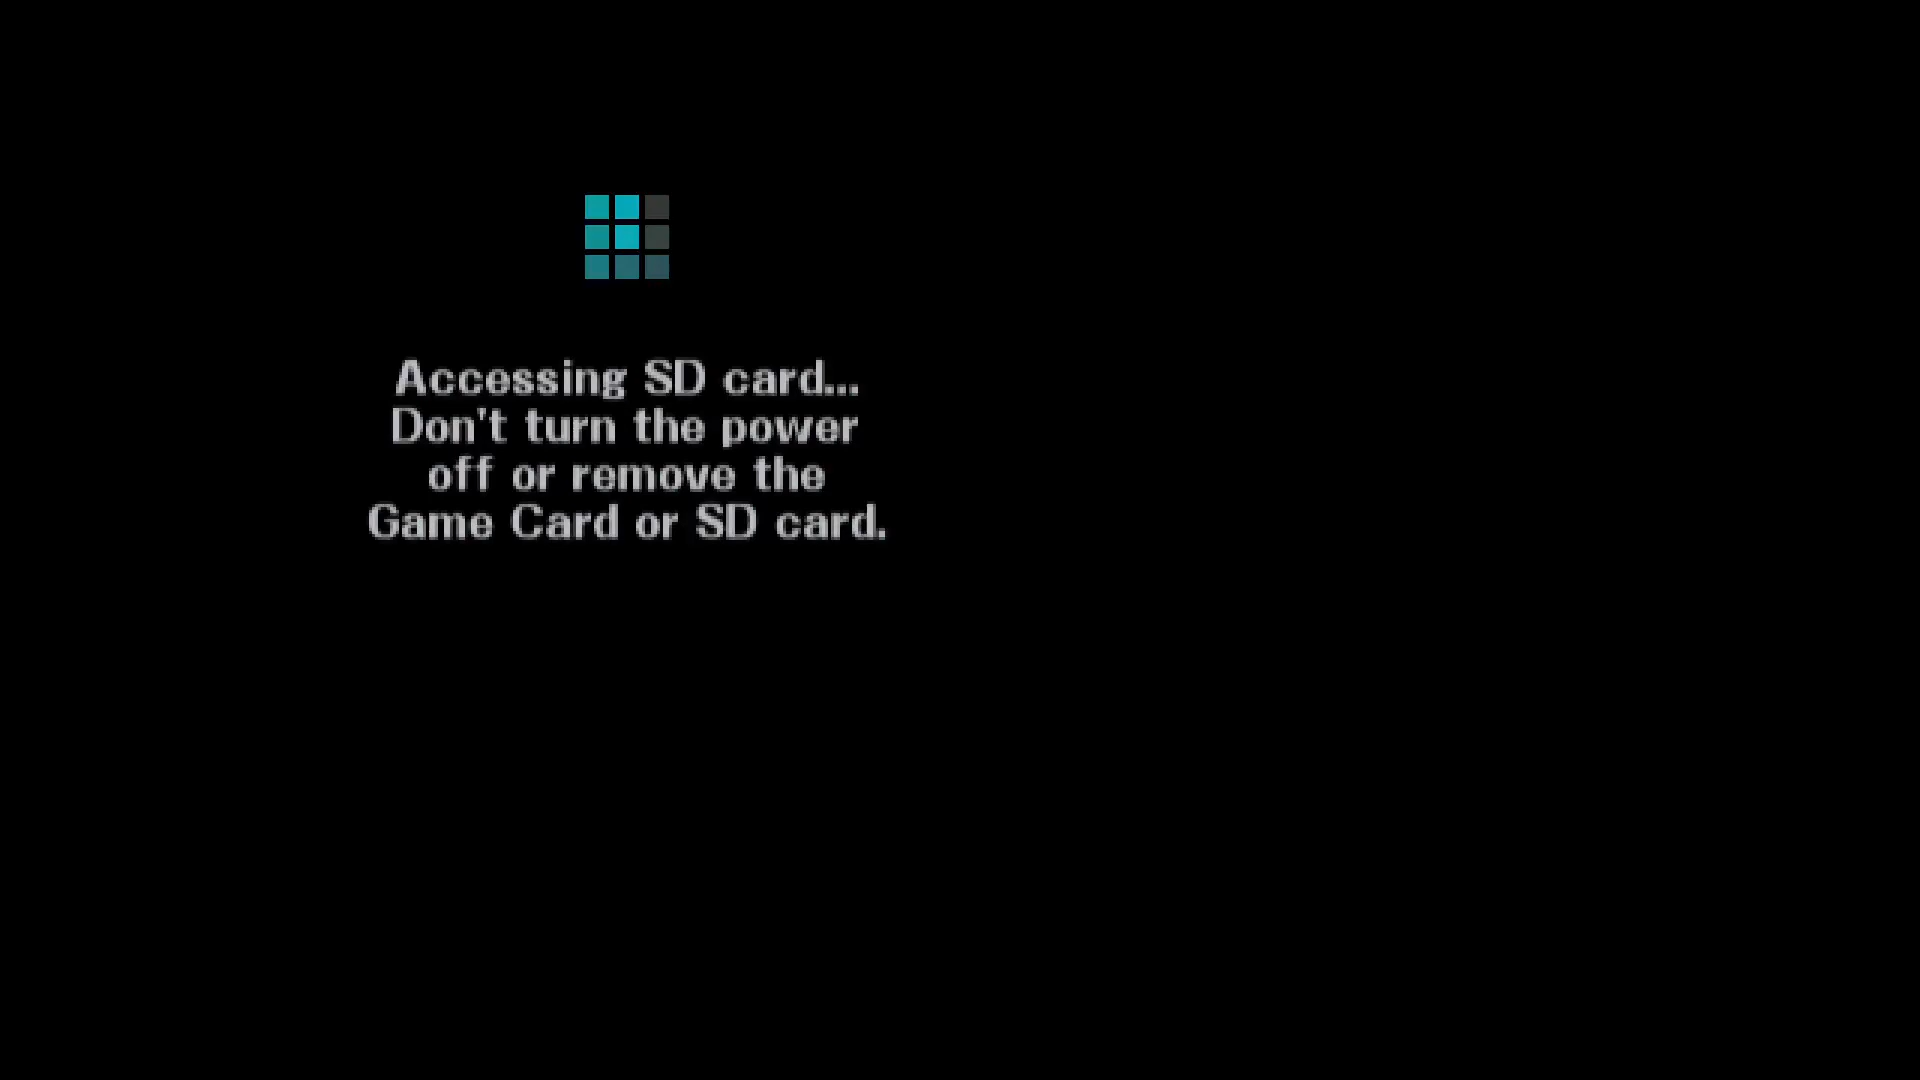 Accessing SD card...
Don't turn the power
off or remove the
Game Card or SD card.